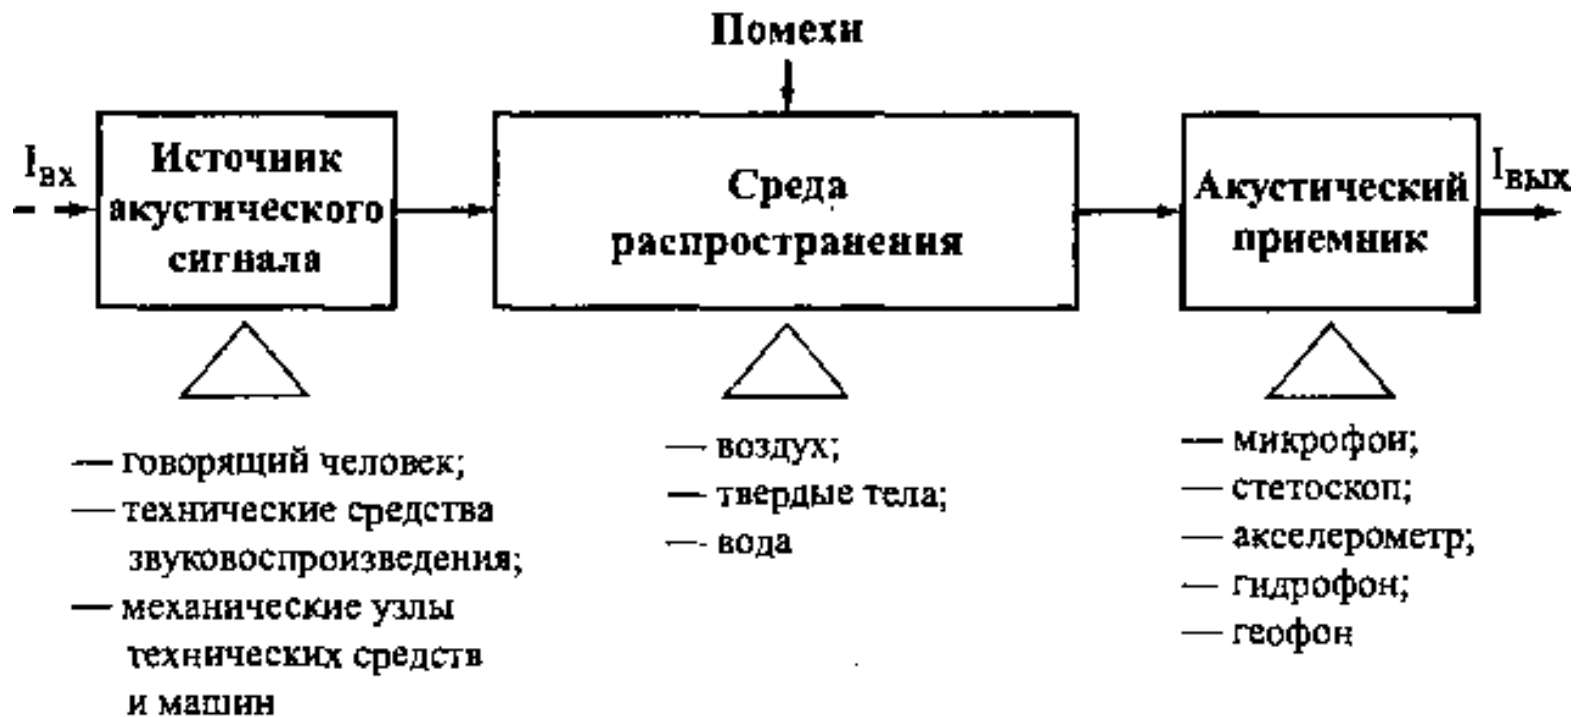 Помехи
Iвх
Источник
акустического
сигнала
Среда
распространения
Акустический
приемник
Iвых
— говорящий человек;
— технические средства
звуковоспроизведения;
— механические узлы
технических средств
и машин
— воздух;
— твердые тела;
— вода
— микрофон;
— стетоскоп;
— акселерометр;
— гидрофон;
— геофон